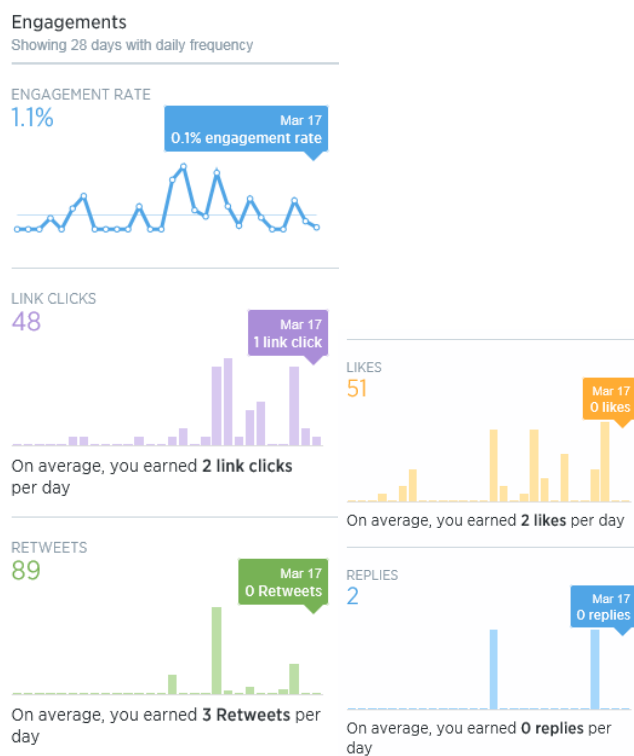 Engagements
Showing 28 days with daily frequency
ENGAGEMENT RATE
1.1%
Mar 17
0.1% engagement rate
LINK CLICKS
48
Mar 17
1 link click
On average, you earned 2 link clicks
per day
RETWEETS
89
Mar 17
0 Retweets
On average, you earned 3 Retweets per
day
LIKES
51
Mar 17
0 likes
On average, you earned 2 likes per day
REPLIES
2
Mar 17
0 replies
On average, you earned 0 replies per
day